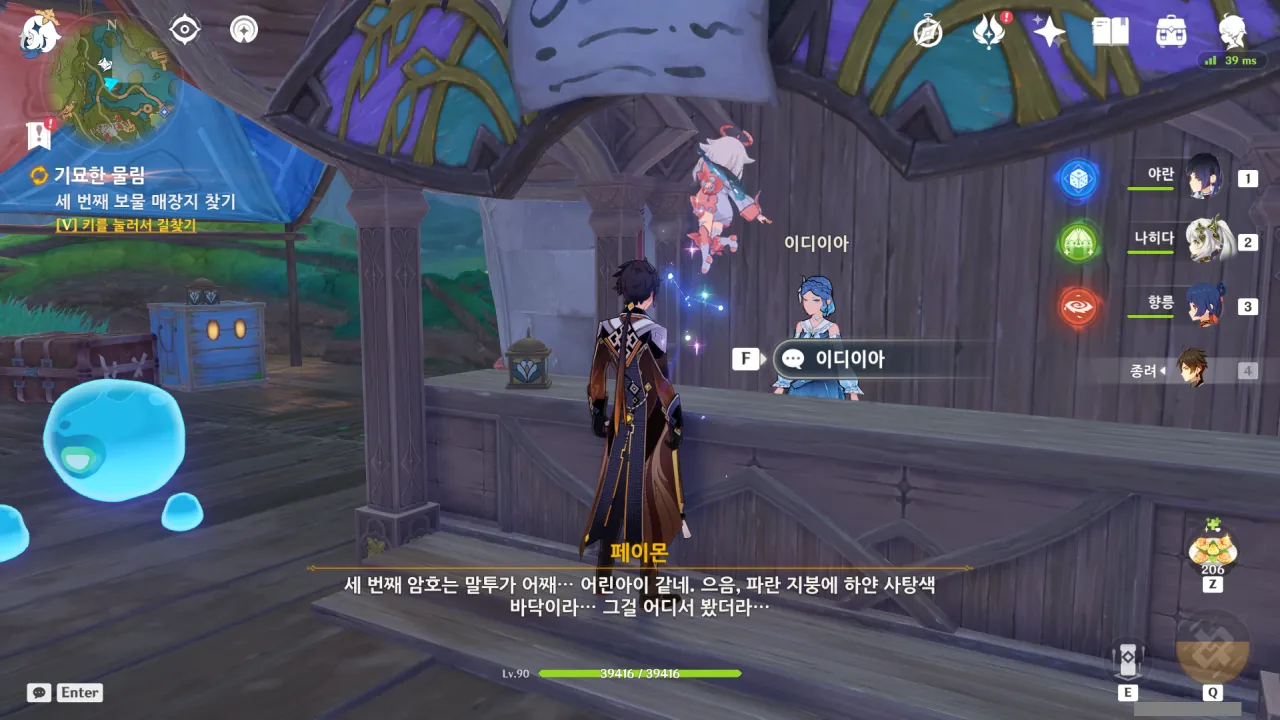 N
39 ms
기묘한 물림
세 번째 보물 매장지 찾기
[V] 키를 눌러서 길찾기
야란
1
나히다
2
향릉
3
종려
4
이디이아
F
이디이아
페이몬
세 번째 암호는 말투가 어째… 어린아이 같네. 으음, 파란 지붕에 하얀 사탕색
바닥이라… 그걸 어디서 봤더라…
206
Z
Lv.90
39416 / 39416
Enter
E
Q